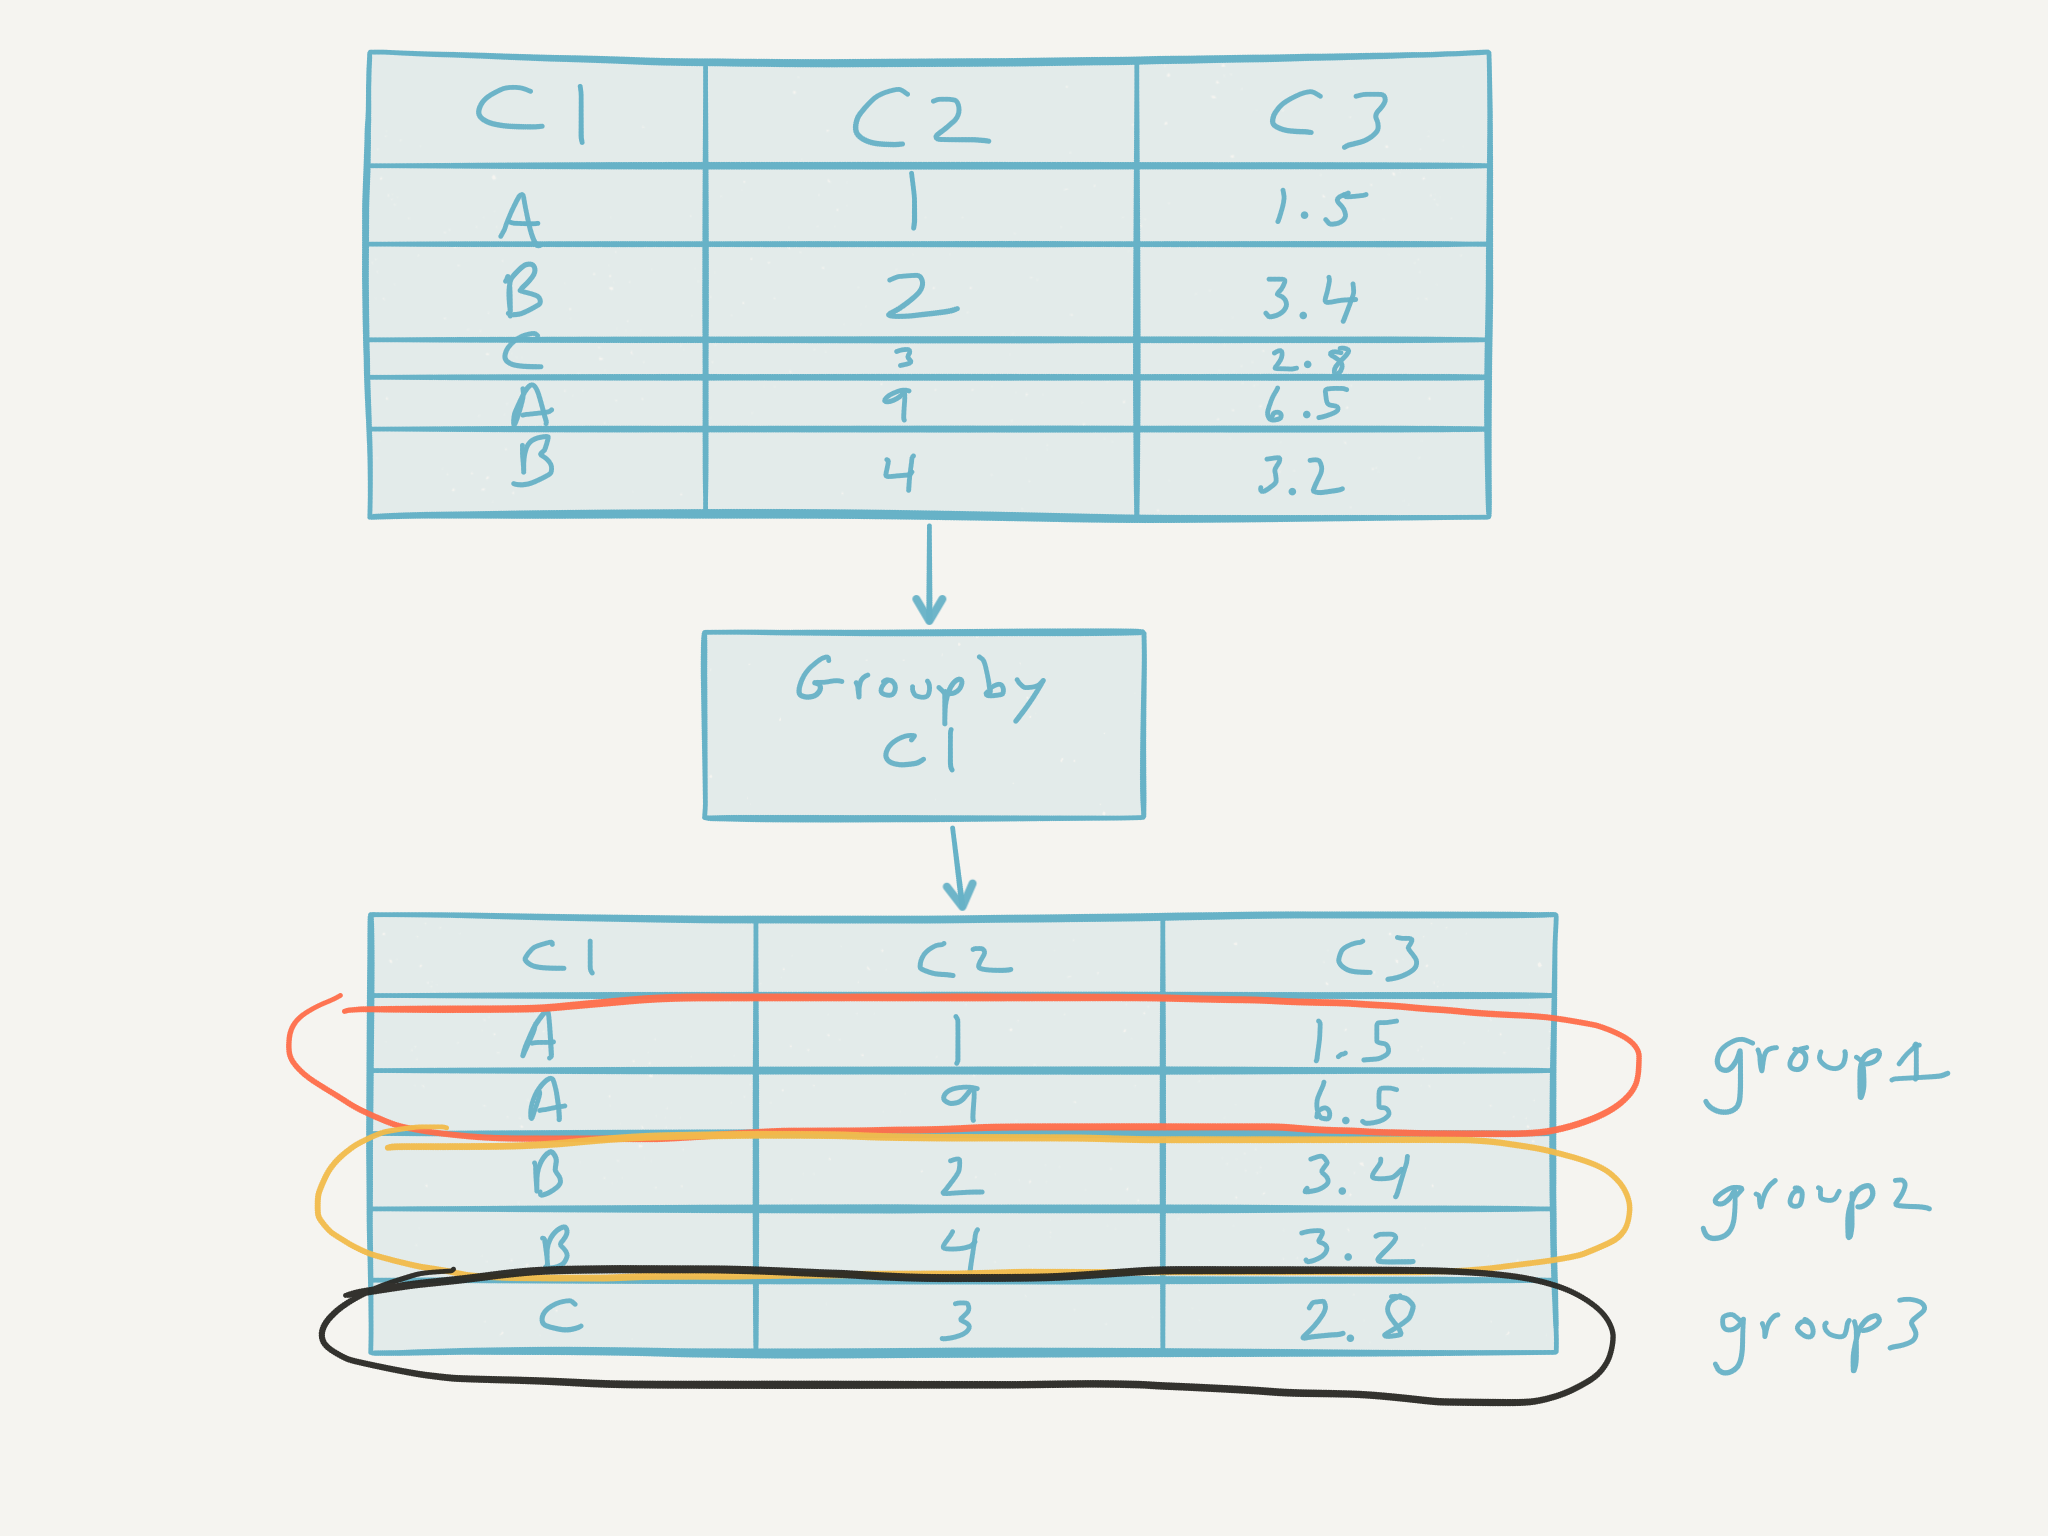 C1 C2 C3
A 1 1.5
B 2 3.4
C 3 2.8
A 9 6.5
B 4 3.2
Groupby
C1
C1 C2 C3
A 1 1.5 group1
A 9 6.5
B 2 3.4 group2
B 4 3.2
C 3 2.8 group3